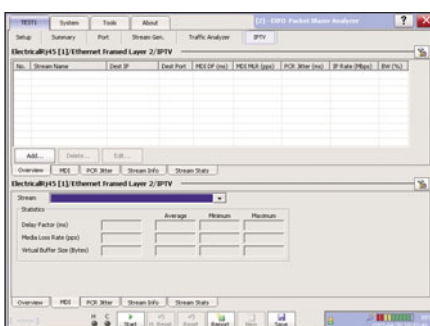 TEST1 System Tools About [2] - EXFO Packet Blazer Analyzer ? X
Setup Summary Port Stream Gen. Traffic Analyzer IPTV
ElectricalRJ45 [1]/Ethernet Framed Layer 2/IPTV
No. Stream Name Dest IP Dest Port MDI DF (ms) MDI MLR (pps) PCR Jitter (ms) IP Rate (Mbps) BW (%)
Add... Delete... Edit...
Overview MDI PCR Jitter Stream Info Stream Stats
ElectricalRJ45 [1]/Ethernet Framed Layer 2/IPTV
Stream
Statistics
Average Minimum Maximum
Delay Factor (ms)
Media Loss Rate (pps)
Virtual Buffer Size (Bytes)
Overview MDI PCR Jitter Stream Info Stream Stats
H C
Start Reset Report Save